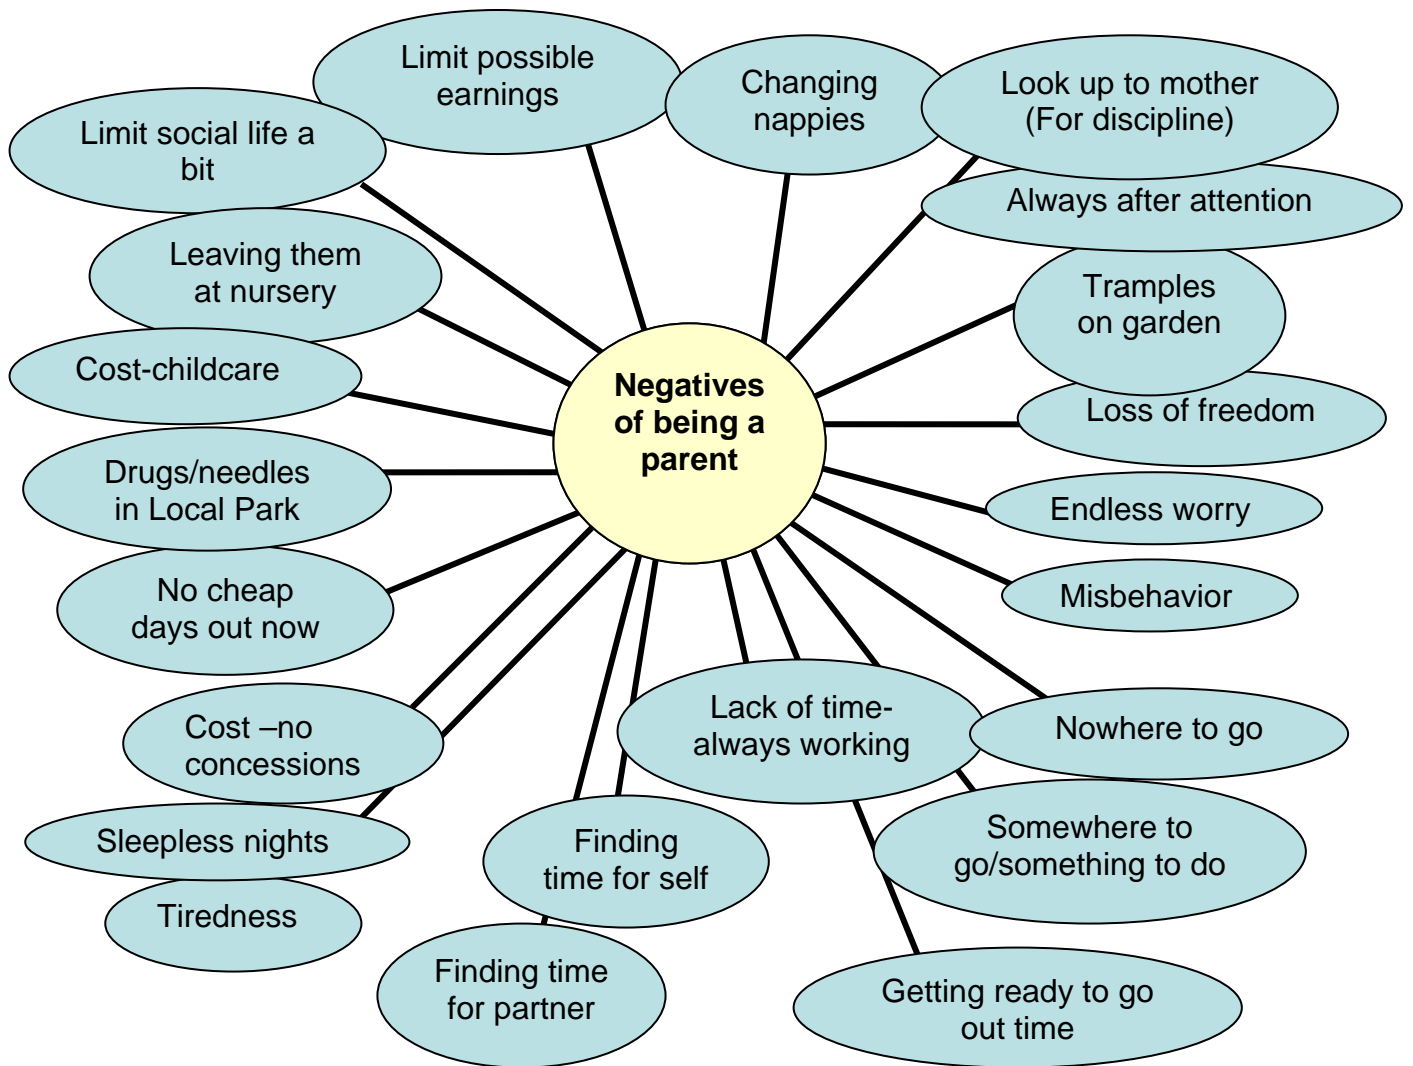 Limit possible
earnings
Changing
nappies
Look up to mother
(For discipline)
Limit social life a
bit
Always after attention
Leaving them
at nursery
Tramples
on garden
Cost-childcare
Negatives
of being a
parent
Loss of freedom
Drugs/needles
in Local Park
Endless worry
No cheap
days out now
Misbehavior
Cost –no
concessions
Lack of time-
always working
Nowhere to go
Sleepless nights
Finding
time for self
Somewhere to
go/something to do
Tiredness
Finding time
for partner
Getting ready to go
out time